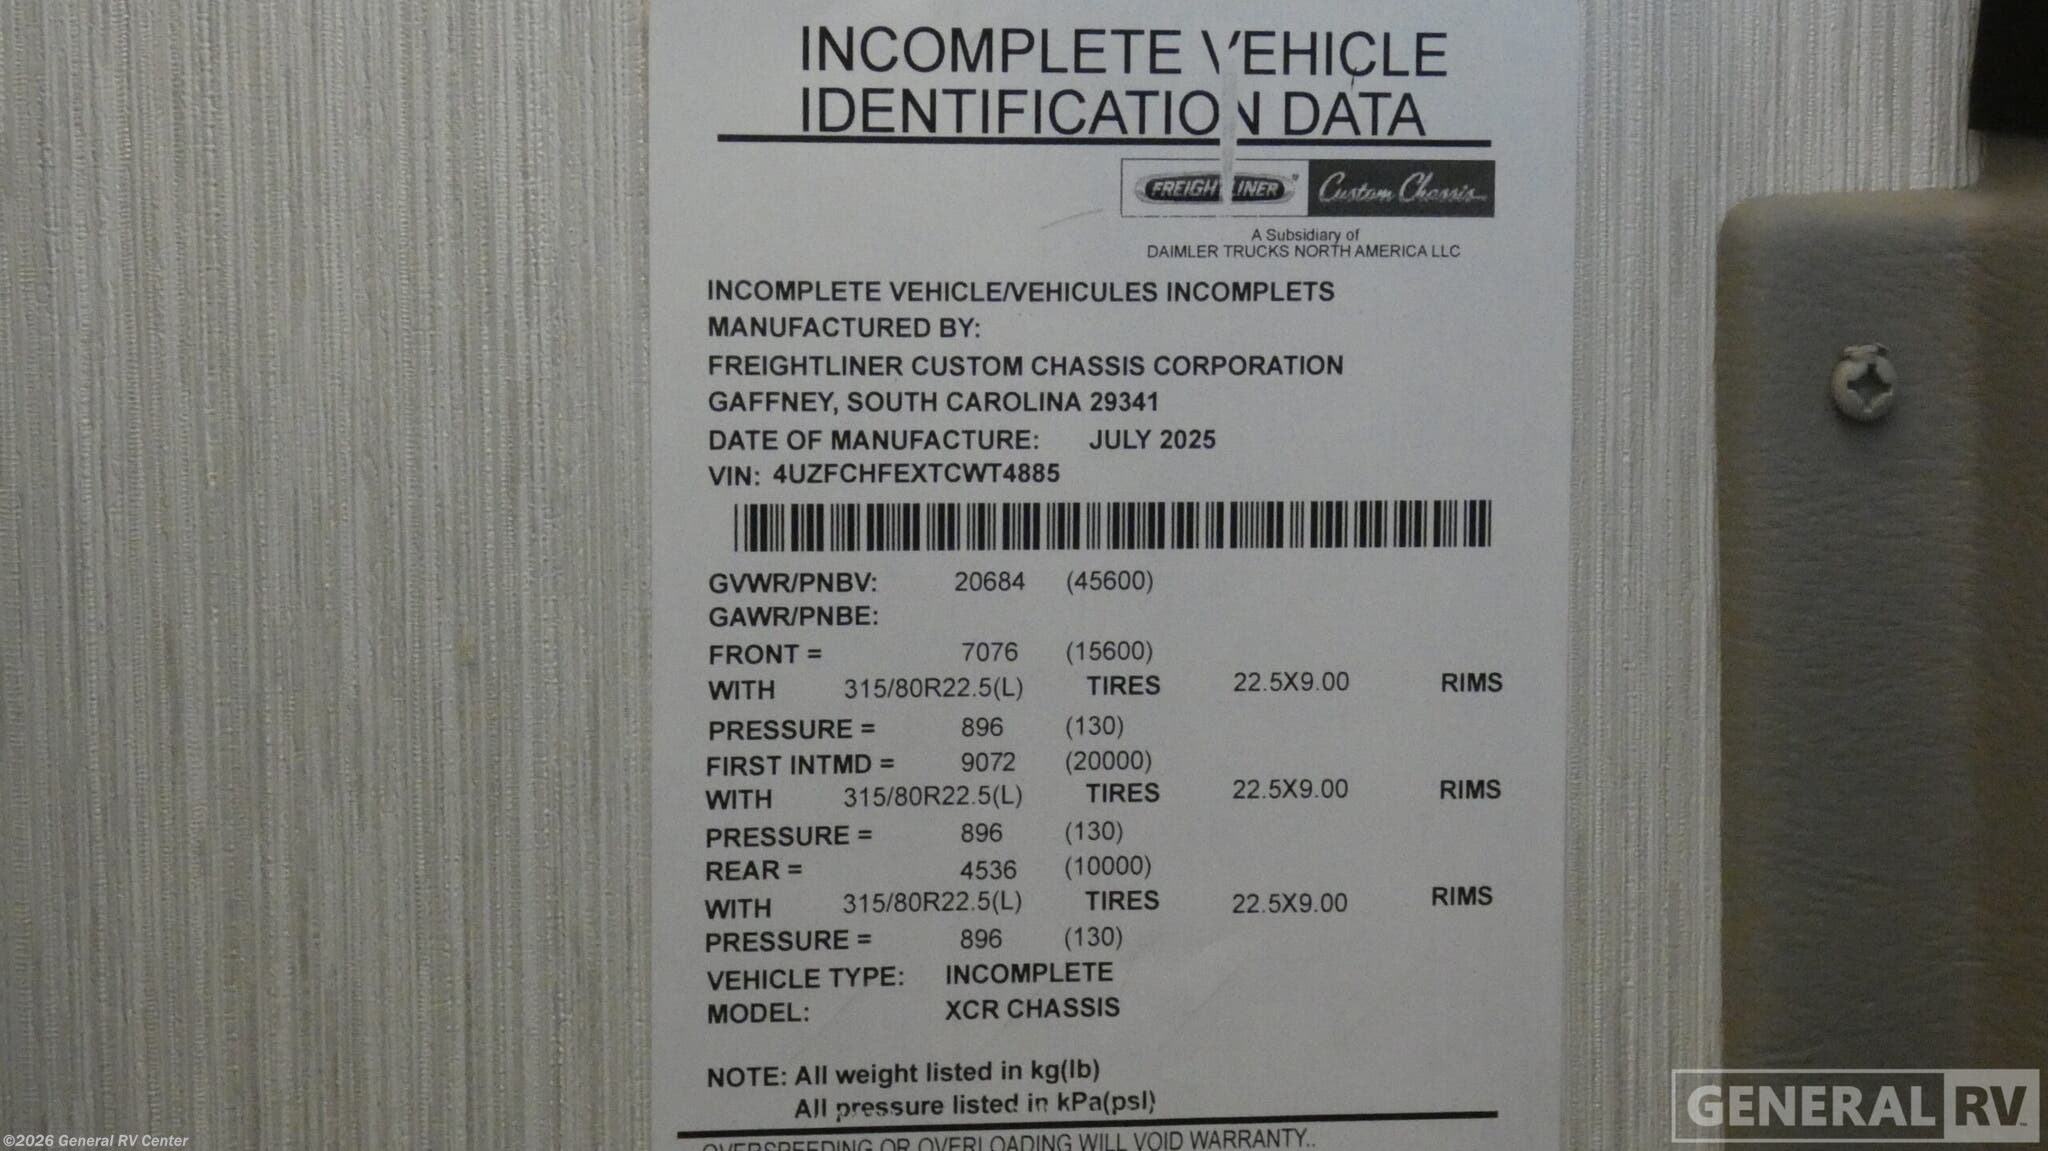 INCOMPLETE VEHICLE
IDENTIFICATION DATA
FREIGHTLINER Custom Chassis
A Subsidiary of
DAIMLER TRUCKS NORTH AMERICA LLC
INCOMPLETE VEHICLE/VEHICULES INCOMPLETS
MANUFACTURED BY:
FREIGHTLINER CUSTOM CHASSIS CORPORATION
GAFFNEY, SOUTH CAROLINA 29341
DATE OF MANUFACTURE: JULY 2025
VIN: 4UZFCHFEXTCWT4885
GVWR/PNBV: 20684 (45600)
GAWR/PNBE:
FRONT = 7076 (15600)
WITH 315/80R22.5(L) TIRES 22.5X9.00 RIMS
PRESSURE = 896 (130)
FIRST INTMD = 9072 (20000)
WITH 315/80R22.5(L) TIRES 22.5X9.00 RIMS
PRESSURE = 896 (130)
REAR = 4536 (10000)
WITH 315/80R22.5(L) TIRES 22.5X9.00 RIMS
PRESSURE = 896 (130)
VEHICLE TYPE: INCOMPLETE
MODEL: XCR CHASSIS
NOTE: All weight listed in kg(lb)
All pressure listed in kPa(psI)
OVERSPEEDING OR OVERLOADING WILL VOID WARRANTY..
GENERAL RV
©2026 General RV Center